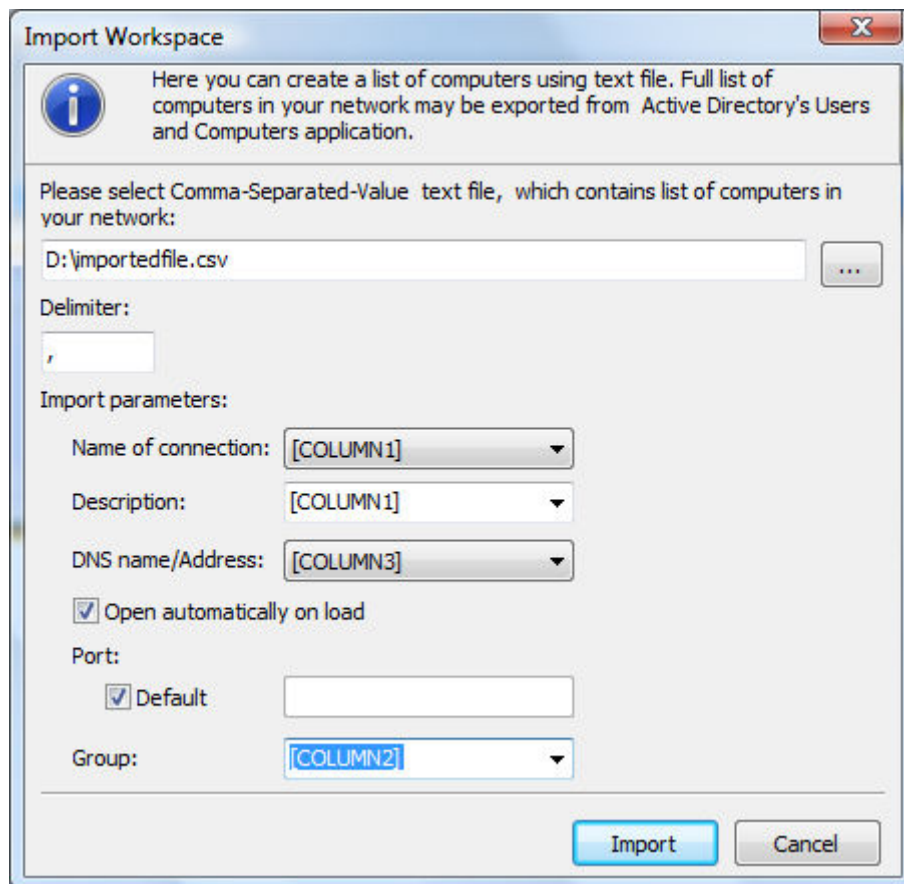 Import Workspace
Here you can create a list of computers using text file. Full list of
computers in your network may be exported from Active Directory's Users
and Computers application.
Please select Comma-Separated-Value text file, which contains list of computers in
your network:
D:\importedfile.csv
...
Delimiter:
,
Import parameters:
Name of connection: [COLUMN1]
Description: [COLUMN1]
DNS name/Address: [COLUMN3]
Open automatically on load
Port:
Default
Group: [COLUMN2]
Import Cancel